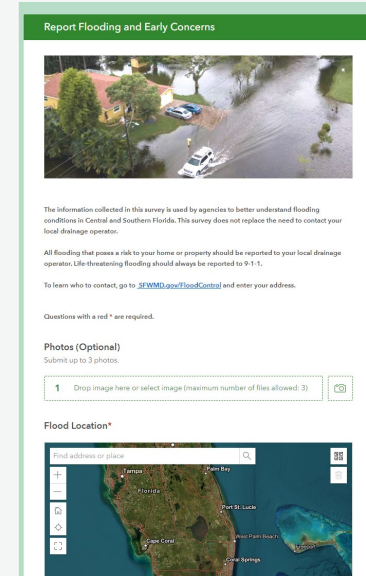 Report Flooding and Early Concerns
The information collected in this survey is used by agencies to better understand flooding
conditions in Central and Southern Florida. This survey does not replace the need to contact your
local drainage operator.
All flooding that poses a risk to your home or property should be reported to your local drainage
operator. Life-threatening flooding should always be reported to 9-1-1.
To learn who to contact, go to SFWMD.gov/FloodControl and enter your address.
Questions with a red * are required.
Photos (Optional)
Submit up to 3 photos.
1 Drop image here or select image (maximum number of files allowed: 3)
Flood Location*
Find address or place
Tampa
Palm Bay
Florida
Port St. Lucie
Cape Coral
West Palm Beach
Freeport
Coral Springs